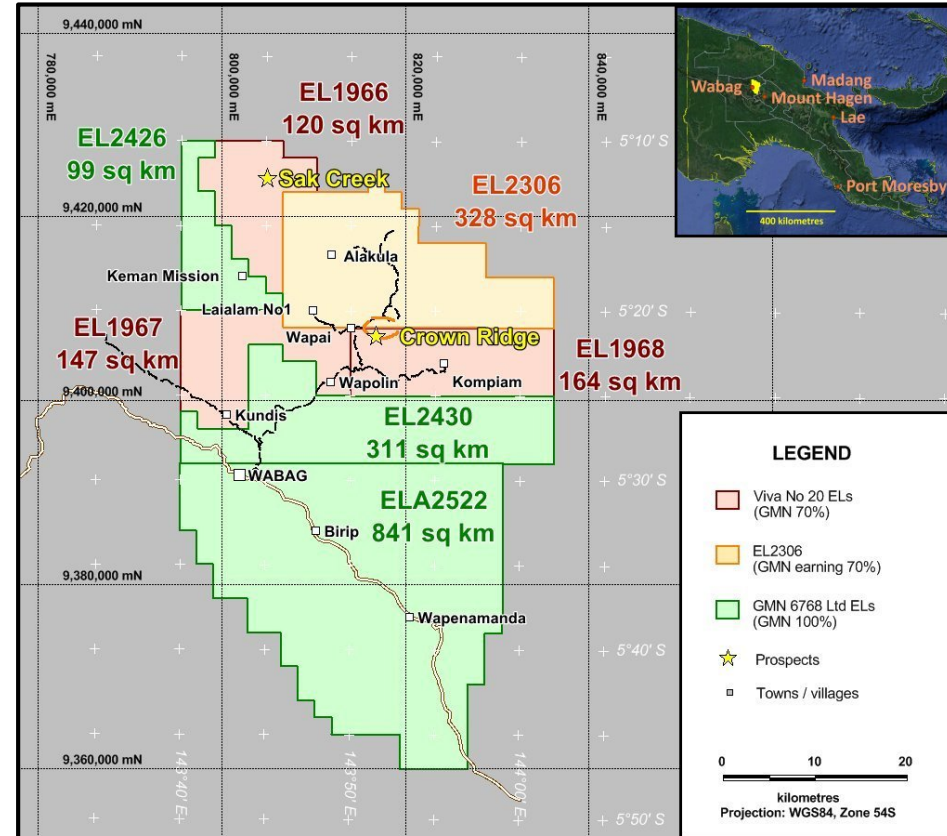 9,440,000 mN
780,000 mE
800,000 mE
820,000 mE
840,000 mE
EL1966
120 sq km
EL2426
99 sq km
5°10' S
Sak Creek
EL2306
328 sq km
9,420,000 mN
Alakula
Keman Mission
Laialam No1
5°20' S
EL1967
147 sq km
Wapai
Crown Ridge
EL1968
164 sq km
Wapolin
Kompiam
9,400,000 mN
Kundis
EL2430
311 sq km
WABAG
5°30' S
ELA2522
841 sq km
Birip
9,380,000 mN
Wapenamanda
5°40' S
9,360,000 mN
143°40' E
143°50' E
144°00' E
5°50' S
Wabag
Madang
Mount Hagen
Lae
Port Moresby
400 kilometres
LEGEND
Viva No 20 ELs
(GMN 70%)
EL2306
(GMN earning 70%)
GMN 6768 Ltd ELs
(GMN 100%)
Prospects
Towns / villages
0 10 20
kilometres
Projection: WGS84, Zone 54S